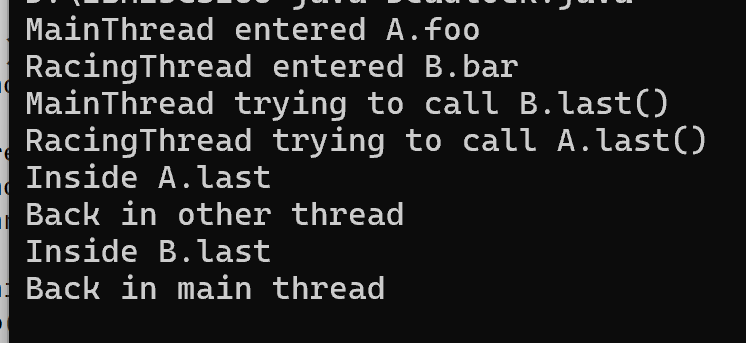 MainThread entered A.foo
RacingThread entered B.bar
MainThread trying to call B.last()
RacingThread trying to call A.last()
Inside A.last
Back in other thread
Inside B.last
Back in main thread